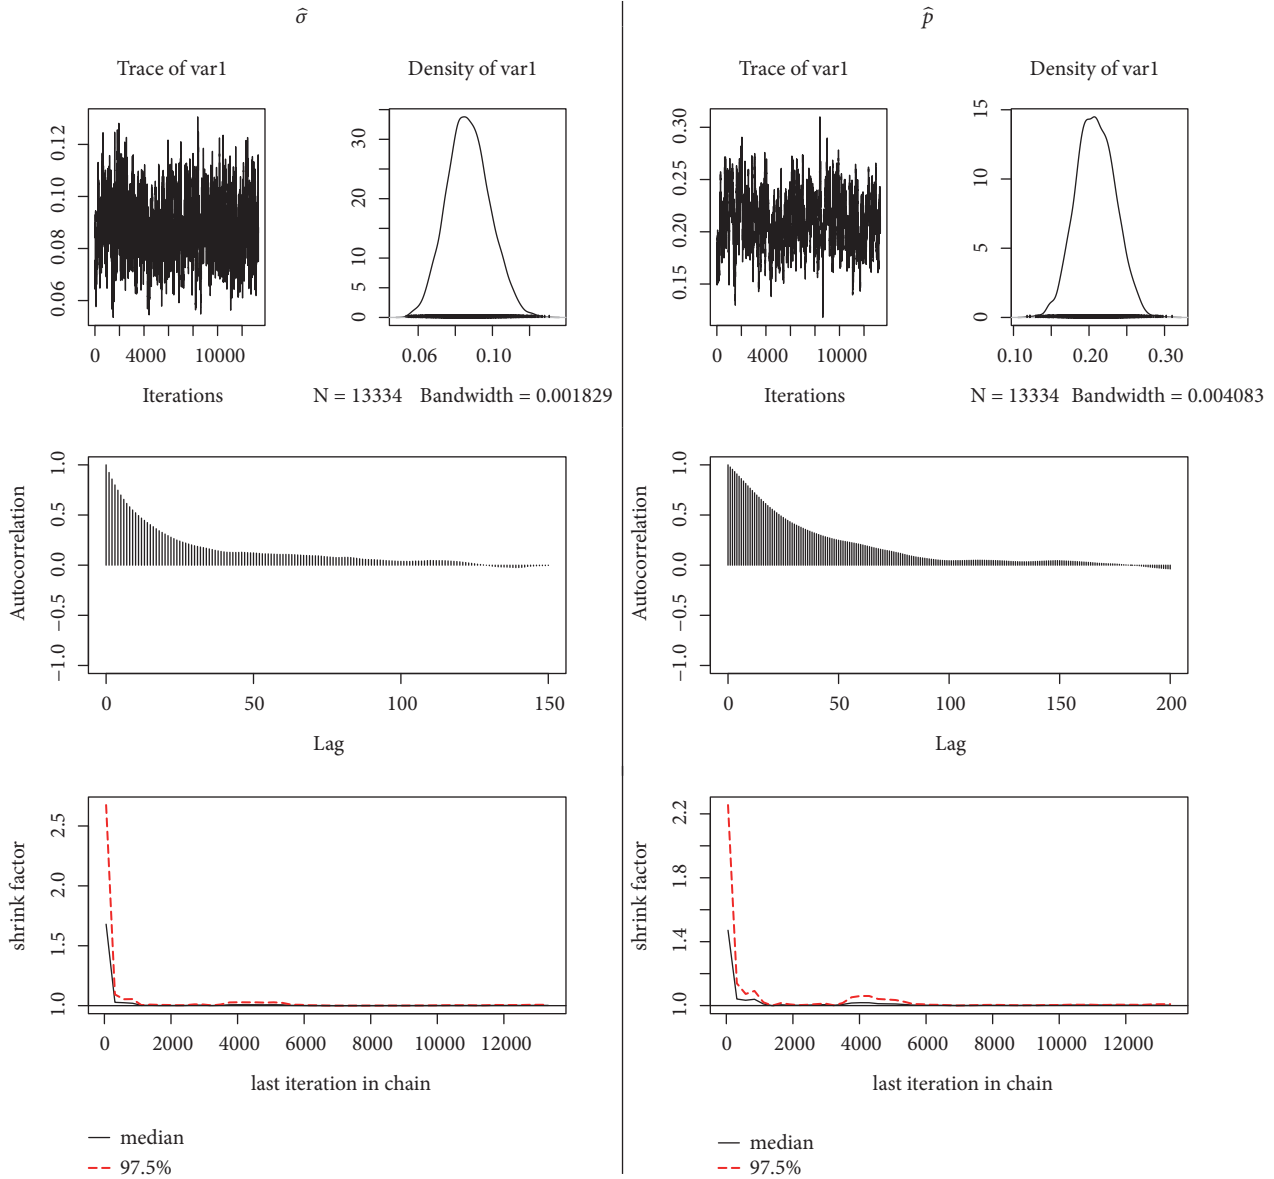 σ̂
p̂
Trace of var1
Density of var1
Trace of var1
Density of var1
0.06 0.08 0.10 0.12
0 4000 10000
Iterations
0 5 10 20 30
0.06 0.10
N = 13334 Bandwidth = 0.001829
0.15 0.20 0.25 0.30
0 4000 10000
Iterations
0 5 10 15
0.10 0.20 0.30
N = 13334 Bandwidth = 0.004083
Autocorrelation
−1.0 −0.5 0.0 0.5 1.0
0 50 100 150
Lag
Autocorrelation
−1.0 −0.5 0.0 0.5 1.0
0 50 100 150 200
Lag
shrink factor
1.0 1.5 2.0 2.5
0 2000 4000 6000 8000 10000 12000
last iteration in chain
median
97.5%
shrink factor
1.0 1.4 1.8 2.2
0 2000 4000 6000 8000 10000 12000
last iteration in chain
median
97.5%